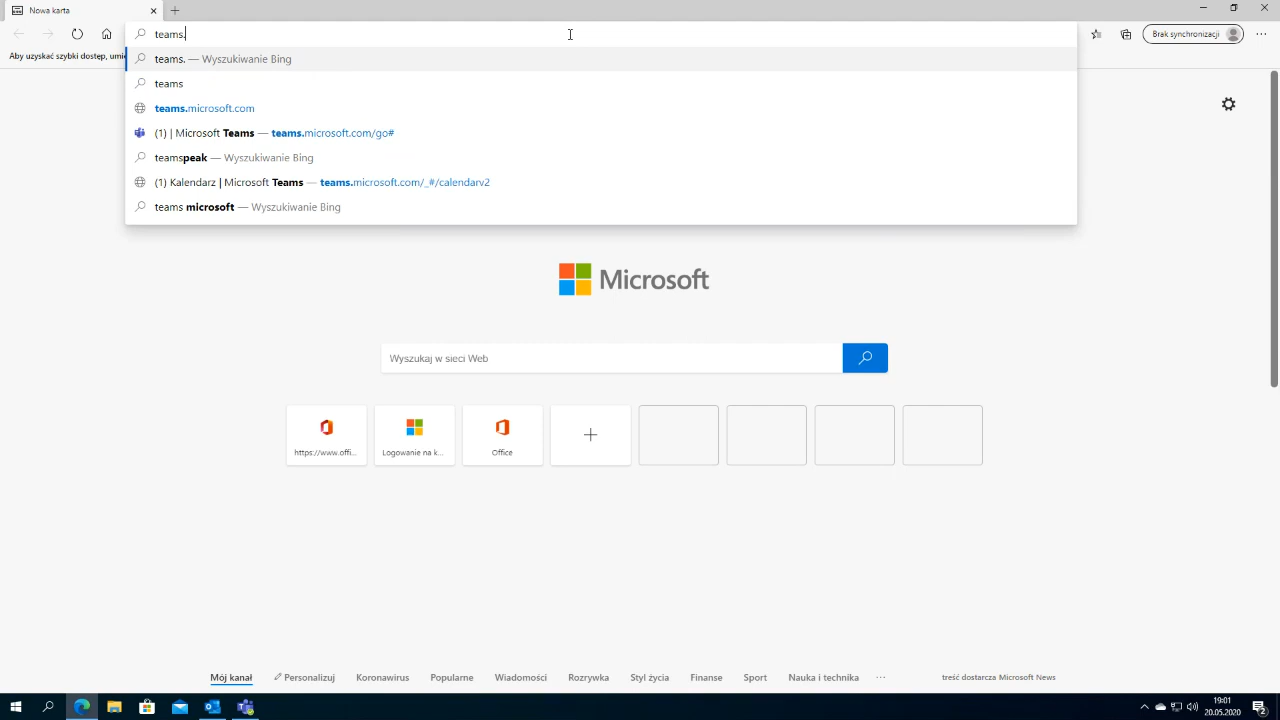 Nowa karta
teams.
Brak synchronizacji
Aby uzyskać szybki dostęp, umie
teams. — Wyszukiwanie Bing
teams
teams.microsoft.com
(1) | Microsoft Teams — teams.microsoft.com/go#
teamspeak — Wyszukiwanie Bing
(1) Kalendarz | Microsoft Teams — teams.microsoft.com/_#/calendarv2
teams microsoft — Wyszukiwanie Bing
Microsoft
Wyszukaj w sieci Web
https://www.offi... Logowanie na k... Office
Mój kanał Personalizuj Koronawirus Popularne Wiadomości Rozrywka Styl życia Finanse Sport Nauka i technika ... treść dostarcza Microsoft News
19:01
20.05.2020
2